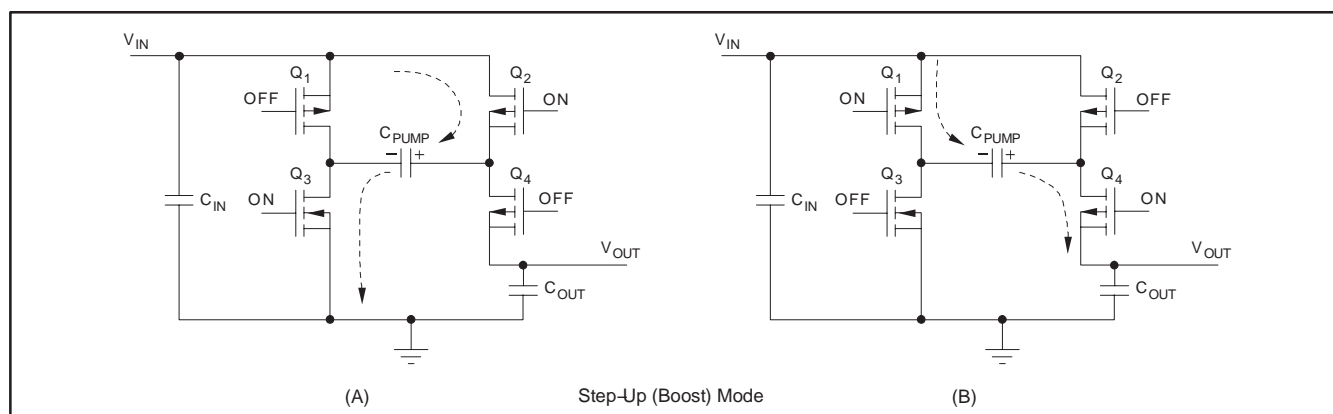 V_IN
Q_1
Q_2
OFF
ON
C_PUMP
− +
Q_3
Q_4
C_IN
ON
OFF
V_OUT
C_OUT
(A)
V_IN
Q_1
Q_2
ON
OFF
C_PUMP
− +
Q_3
Q_4
C_IN
OFF
ON
V_OUT
C_OUT
(B)
Step–Up (Boost) Mode